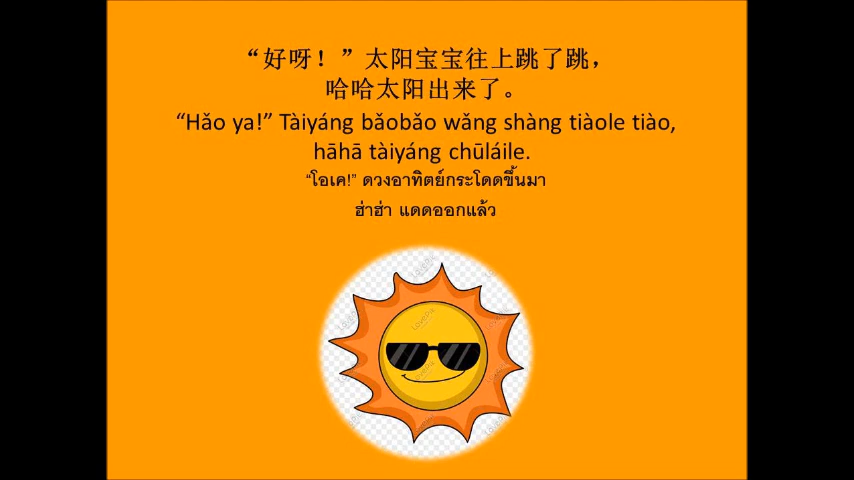 “好呀！”太阳宝宝往上跳了跳，
哈哈太阳出来了。
“Hǎo ya!” Tàiyáng bǎobǎo wǎng shàng tiàole tiào,
hāhā tàiyáng chūláile.
“โอเค!” ดวงอาทิตย์กระโดดขึ้นมา
ฮ่าฮ่า แดดออกแล้ว